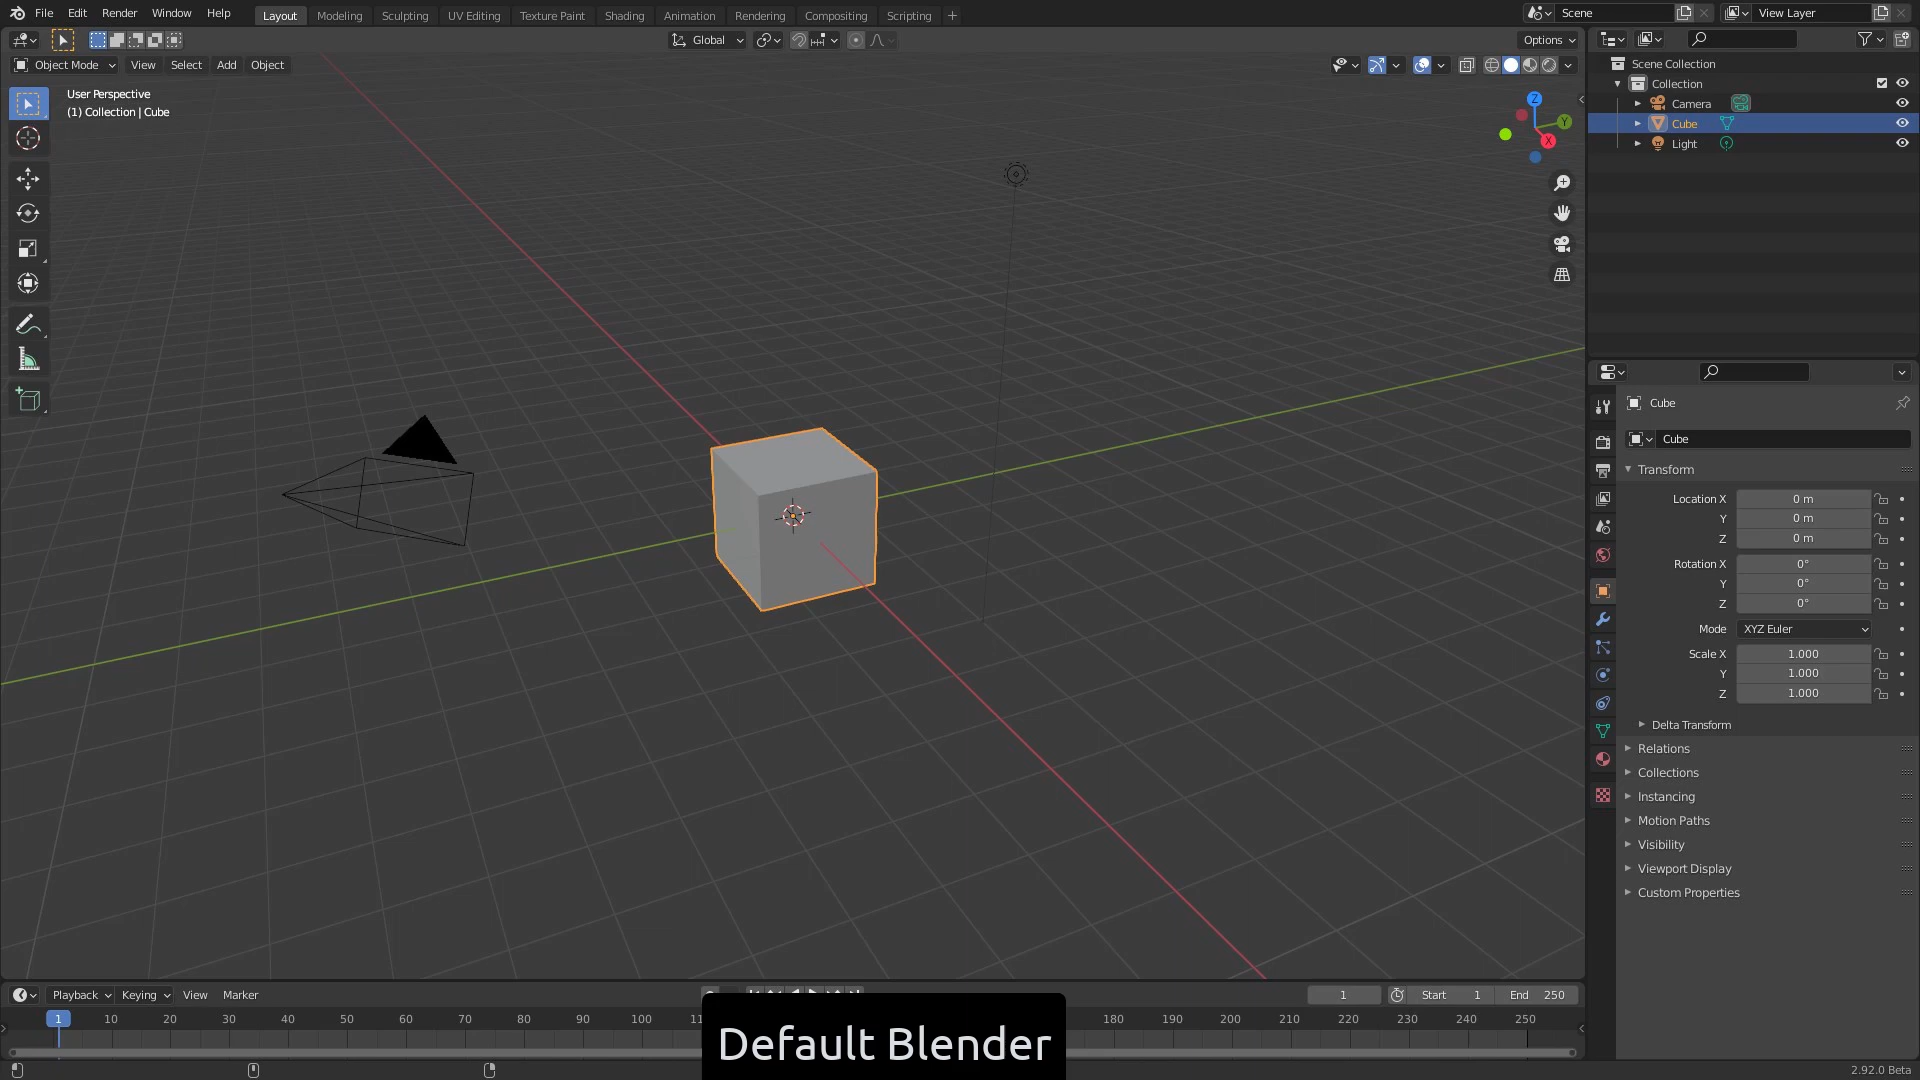 File Edit Render Window Help Layout Modeling Sculpting UV Editing Texture Paint Shading Animation Rendering Compositing Scripting + Scene View Layer
Global Options
Object Mode View Select Add Object
User Perspective
(1) Collection | Cube
Z
Y
X
Scene Collection
Collection
Camera
Cube
Light
Cube
Cube
Transform
Location X 0 m
Y 0 m
Z 0 m
Rotation X 0°
Y 0°
Z 0°
Mode XYZ Euler
Scale X 1.000
Y 1.000
Z 1.000
Delta Transform
Relations
Collections
Instancing
Motion Paths
Visibility
Viewport Display
Custom Properties
Playback Keying View Marker 1 Start 1 End 250
1 10 20 30 40 50 60 70 80 90 100 180 190 200 210 220 230 240 250
Default Blender
2.92.0 Beta